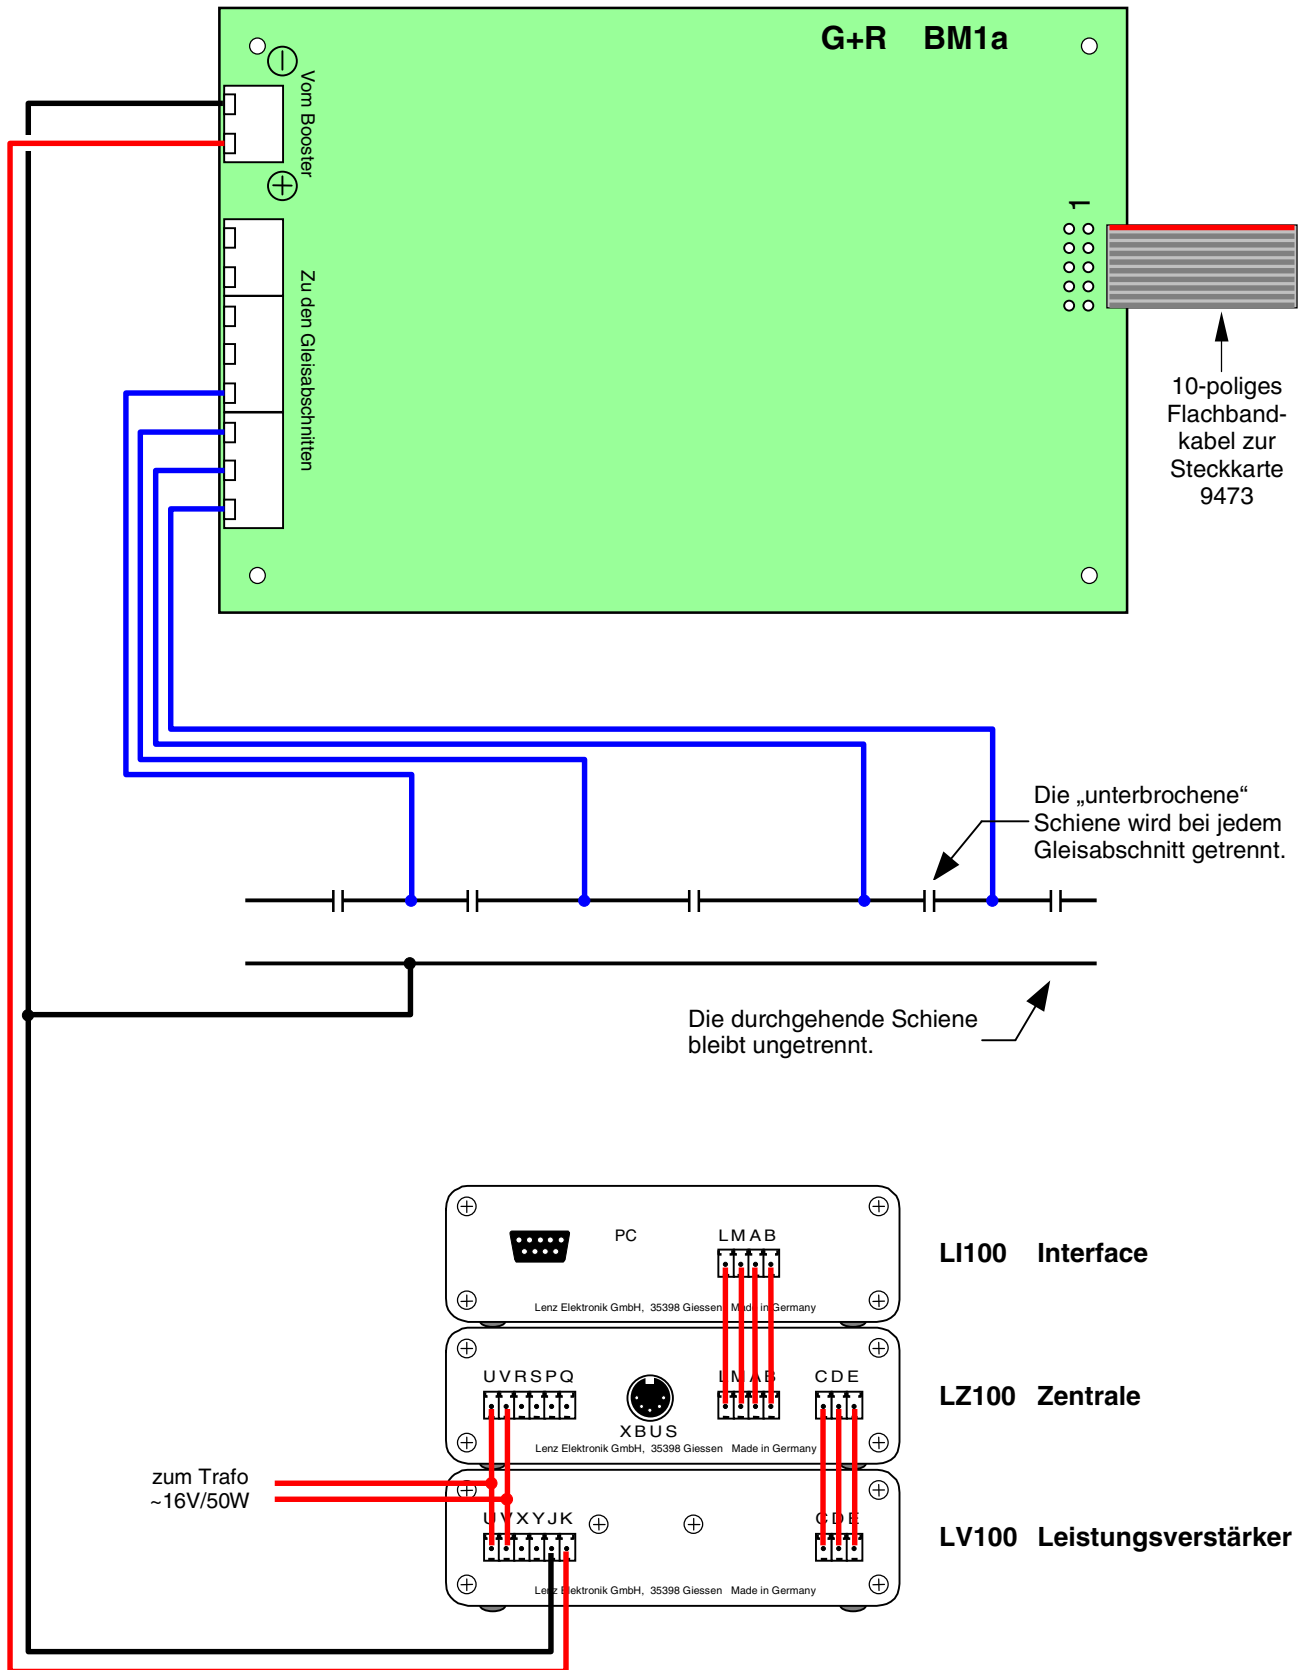 G+R BM1a
Vom Booster
Zu den Gleisabschnitten
1
10-poliges
Flachband-
kabel zur
Steckkarte
9473
Die „unterbrochene“
Schiene wird bei jedem
Gleisabschnitt getrennt.
Die durchgehende Schiene
bleibt ungetrennt.
PC
LMAB
Lenz Elektronik GmbH, 35398 Giessen Made in Germany
LI100 Interface
UVRSPQ
XBUS
LMAB
CDE
Lenz Elektronik GmbH, 35398 Giessen Made in Germany
LZ100 Zentrale
zum Trafo
~16V/50W
UVXYJK
CDE
Lenz Elektronik GmbH, 35398 Giessen Made in Germany
LV100 Leistungsverstärker